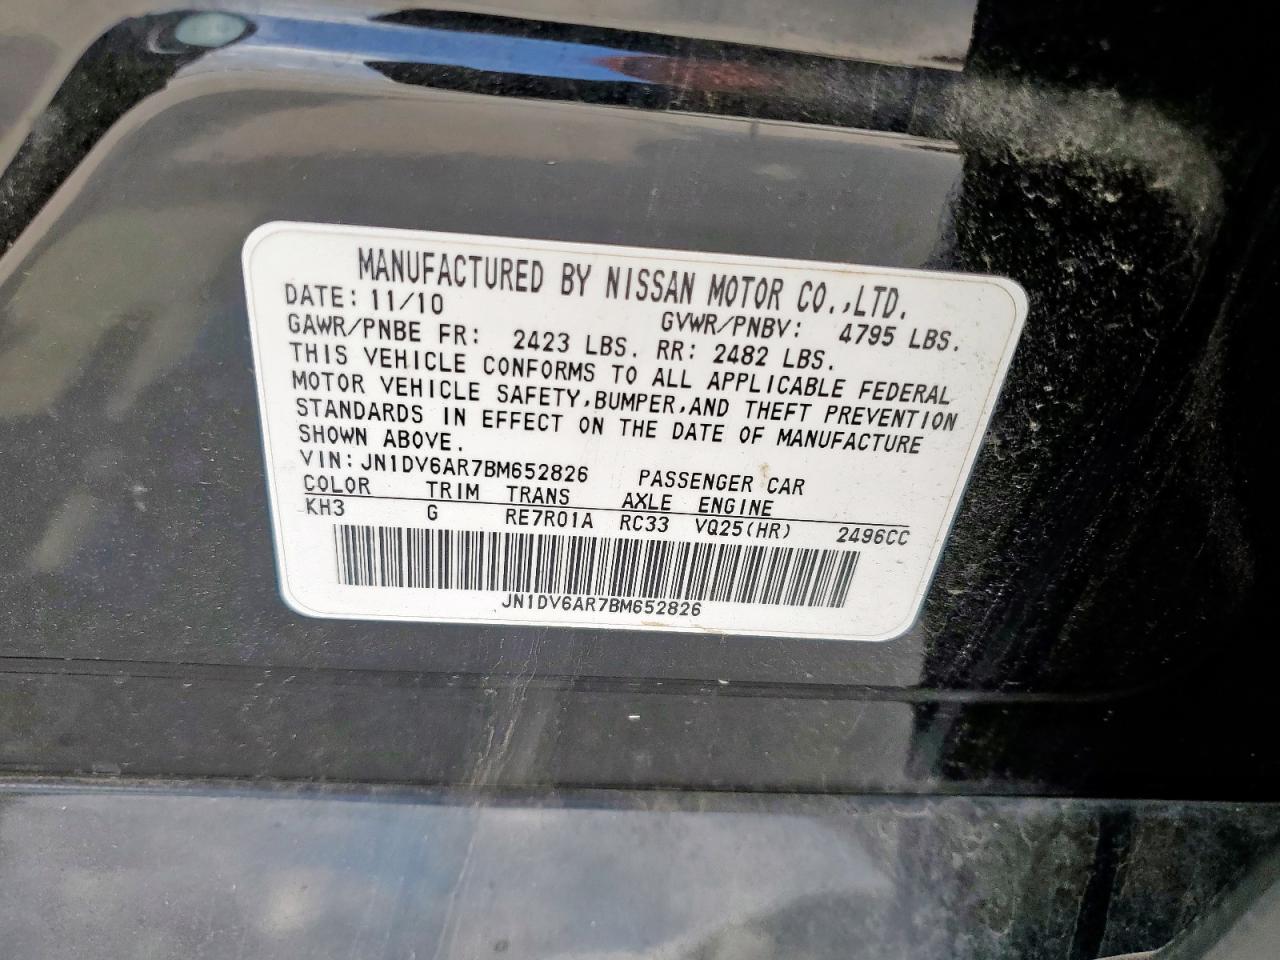 MANUFACTURED BY NISSAN MOTOR CO.,LTD.
DATE: 11/10 GVWR/PNBV: 4795 LBS.
GAWR/PNBE FR: 2423 LBS. RR: 2482 LBS.
THIS VEHICLE CONFORMS TO ALL APPLICABLE FEDERAL
MOTOR VEHICLE SAFETY,BUMPER,AND THEFT PREVENTION
STANDARDS IN EFFECT ON THE DATE OF MANUFACTURE
SHOWN ABOVE.
VIN:JN1DV6AR7BM652826 PASSENGER CAR
COLOR TRIM TRANS AXLE ENGINE
KH3 G RE7R01A RC33 VQ25(HR) 2496CC
JN1DV6AR7BM652826